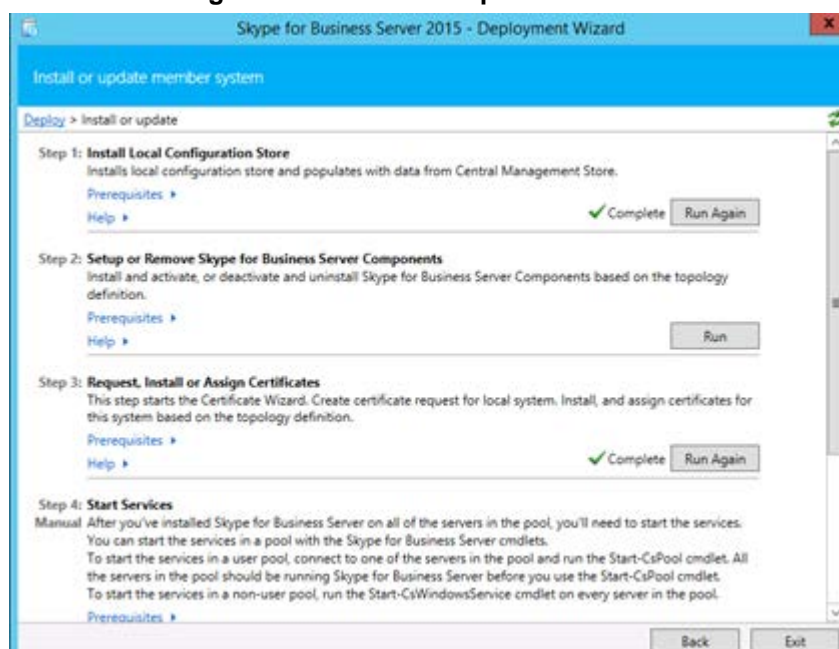 Skype for Business Server 2015 - Deployment Wizard
Install or update member system
Deploy > Install or update
Step 1: Install Local Configuration Store
Installs local configuration store and populates with data from Central Management Store.
Prerequisites ▸
Help ▸
✓ Complete Run Again
Step 2: Setup or Remove Skype for Business Server Components
Install and activate, or deactivate and uninstall Skype for Business Server Components based on the topology
definition.
Prerequisites ▸
Help ▸
Run
Step 3: Request, Install or Assign Certificates
This step starts the Certificate Wizard. Create certificate request for local system. Install, and assign certificates for
this system based on the topology definition.
Prerequisites ▸
Help ▸
✓ Complete Run Again
Step 4: Start Services
Manual After you've installed Skype for Business Server on all of the servers in the pool, you'll need to start the services.
You can start the services in a pool with the Skype for Business Server cmdlets.
To start the services in a user pool, connect to one of the servers in the pool and run the Start-CsPool cmdlet. All
the servers in the pool should be running Skype for Business Server before you use the Start-CsPool cmdlet.
To start the services in a non-user pool, run the Start-CsWindowsService cmdlet on every server in the pool.
Prerequisites ▸
Back Exit